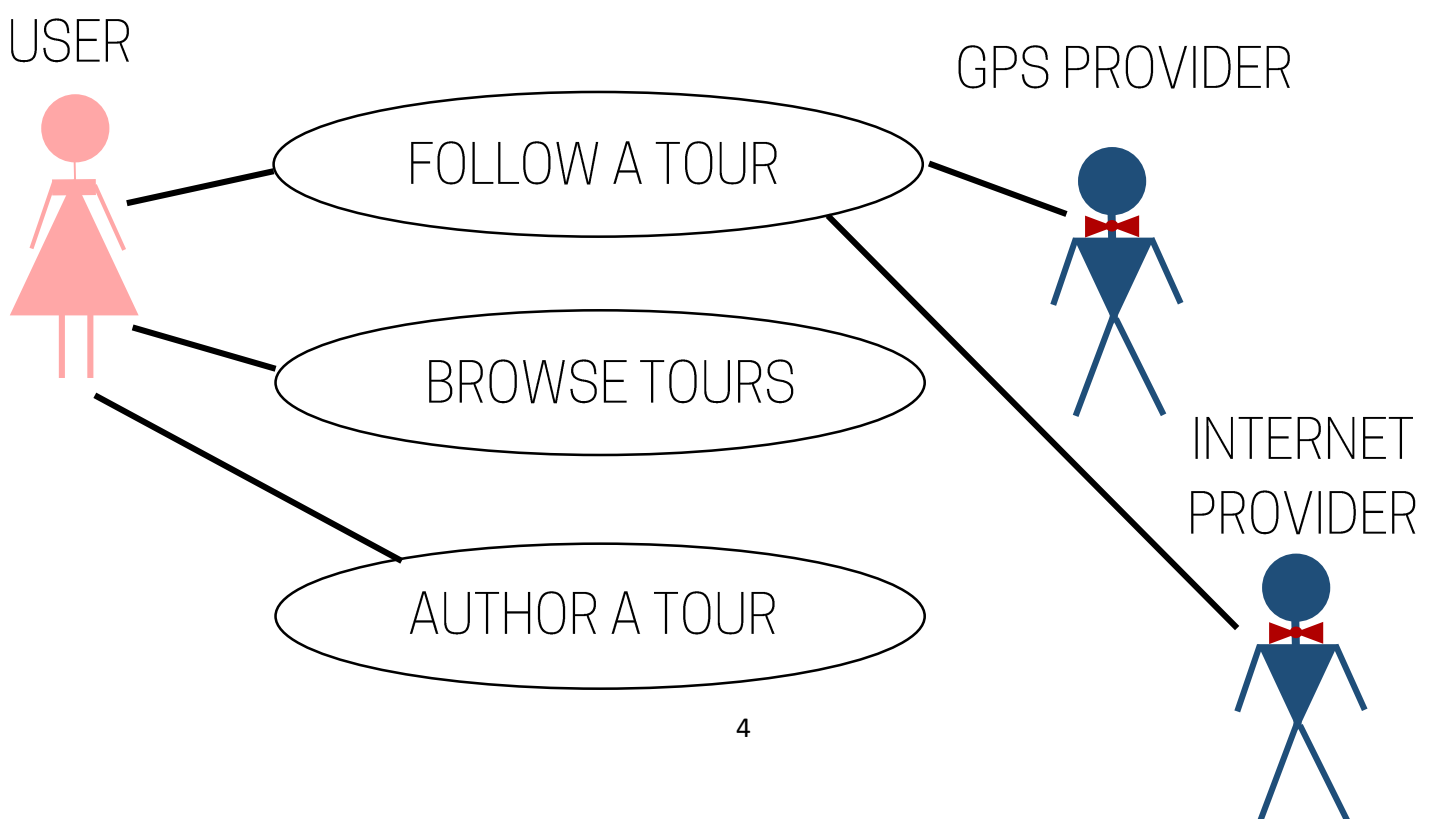 USER
GPS PROVIDER
FOLLOW A TOUR
BROWSE TOURS
INTERNET
PROVIDER
AUTHOR A TOUR
4